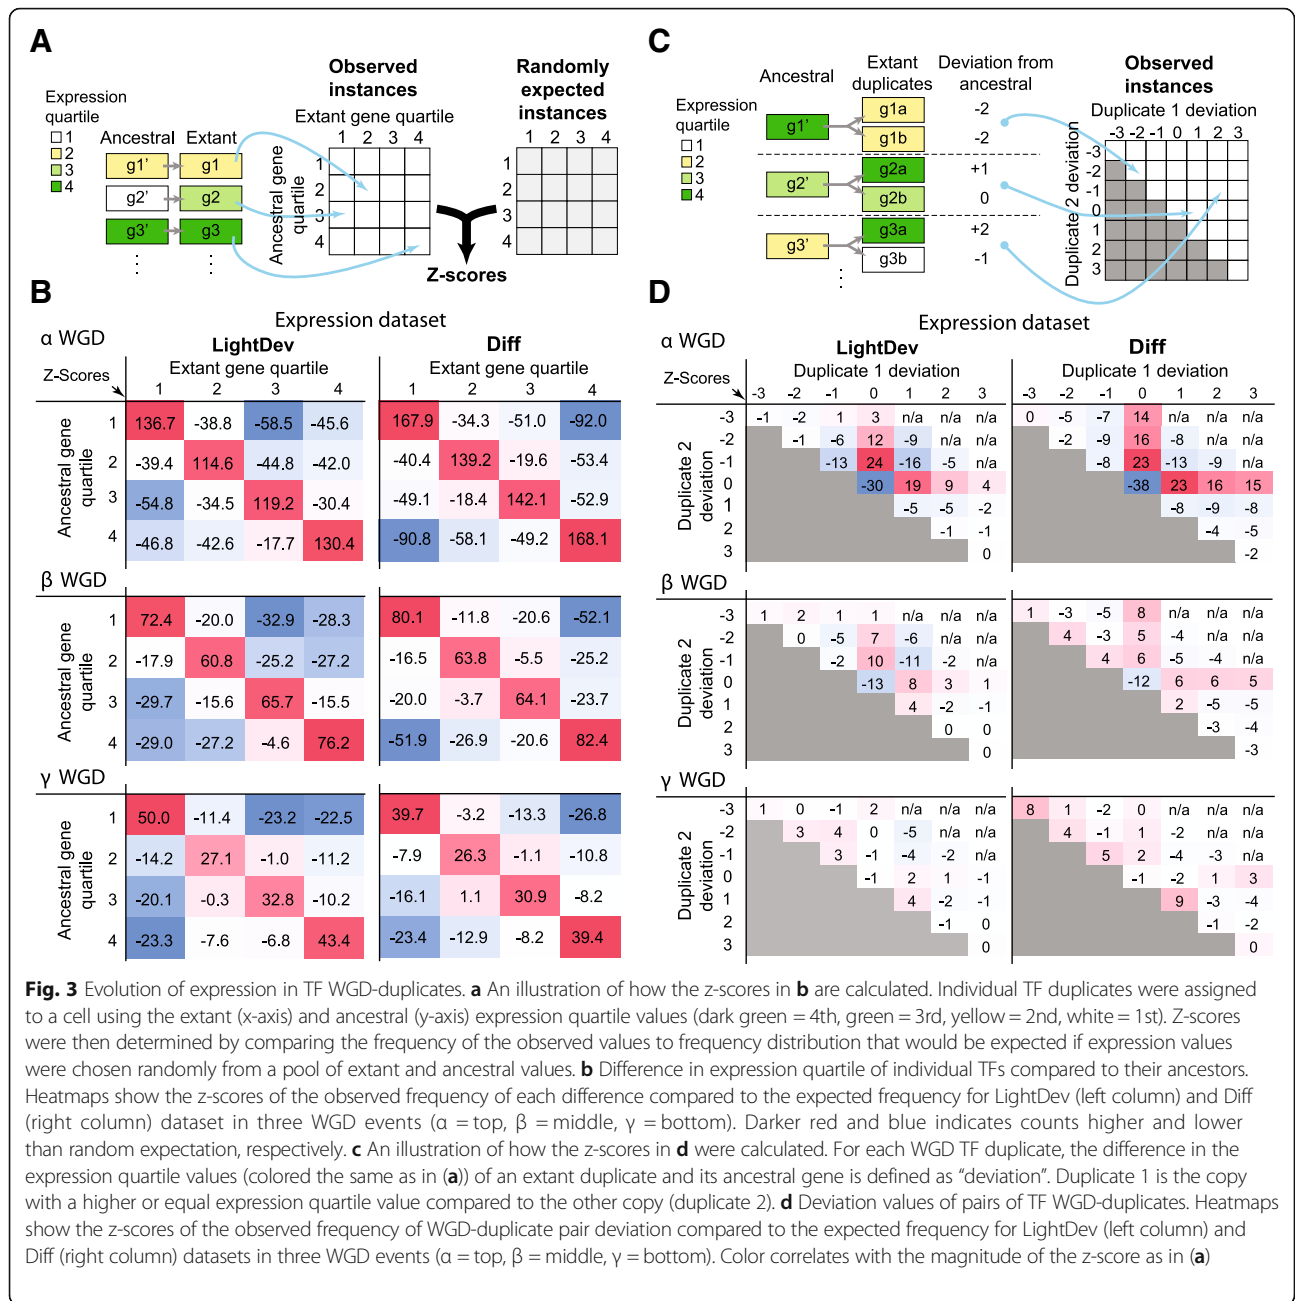 A
Observed instances
Randomly expected instances
Expression quartile
1
2
3
4
Ancestral Extant
g1' g1
g2' g2
g3' g3
Extant gene quartile
1 2 3 4
Ancestral gene quartile
1
2
3
4
1 2 3 4
1
2
3
4
Z-scores
C
Expression quartile
1
2
3
4
Ancestral
Extant duplicates
Deviation from ancestral
g1' g1a -2
g1b -2
g2' g2a +1
g2b 0
g3' g3a +2
g3b -1
Observed instances
Duplicate 1 deviation
-3 -2 -1 0 1 2 3
Duplicate 2 deviation
-3
-2
-1
0
1
2
3
B
Expression dataset
α WGD
LightDev Diff
Z-Scores
Extant gene quartile Extant gene quartile
1 2 3 4 1 2 3 4
Ancestral gene quartile
1 136.7 -38.8 -58.5 -45.6 167.9 -34.3 -51.0 -92.0
2 -39.4 114.6 -44.8 -42.0 -40.4 139.2 -19.6 -53.4
3 -54.8 -34.5 119.2 -30.4 -49.1 -18.4 142.1 -52.9
4 -46.8 -42.6 -17.7 130.4 -90.8 -58.1 -49.2 168.1
β WGD
Ancestral gene quartile
1 72.4 -20.0 -32.9 -28.3 80.1 -11.8 -20.6 -52.1
2 -17.9 60.8 -25.2 -27.2 -16.5 63.8 -5.5 -25.2
3 -29.7 -15.6 65.7 -15.5 -20.0 -3.7 64.1 -23.7
4 -29.0 -27.2 -4.6 76.2 -51.9 -26.9 -20.6 82.4
γ WGD
Ancestral gene quartile
1 50.0 -11.4 -23.2 -22.5 39.7 -3.2 -13.3 -26.8
2 -14.2 27.1 -1.0 -11.2 -7.9 26.3 -1.1 -10.8
3 -20.1 -0.3 32.8 -10.2 -16.1 1.1 30.9 -8.2
4 -23.3 -7.6 -6.8 43.4 -23.4 -12.9 -8.2 39.4
D
Expression dataset
α WGD
LightDev Diff
Z-Scores
Duplicate 1 deviation Duplicate 1 deviation
-3 -2 -1 0 1 2 3 -3 -2 -1 0 1 2 3
Duplicate 2 deviation
-3 -1 -2 1 3 n/a n/a n/a 0 -5 -7 14 n/a n/a n/a
-2 -1 -6 12 -9 n/a n/a -2 -9 16 -8 n/a n/a
-1 -13 24 -16 -5 n/a -8 23 -13 -9 n/a
0 -30 19 9 4 -38 23 16 15
1 -5 -5 -2 -8 -9 -8
2 -1 -1 -4 -5
3 0 -2
β WGD
Duplicate 2 deviation
-3 1 2 1 1 n/a n/a n/a 1 -3 -5 8 n/a n/a n/a
-2 0 -5 7 -6 n/a n/a 4 -3 5 -4 n/a n/a
-1 -2 10 -11 -2 n/a 4 6 -5 -4 n/a
0 -13 8 3 1 -12 6 6 5
1 4 -2 -1 2 -5 -5
2 0 0 -3 -4
3 0 -3
γ WGD
Duplicate 2 deviation
-3 1 0 -1 2 n/a n/a n/a 8 1 -2 0 n/a n/a n/a
-2 3 4 0 -5 n/a n/a 4 -1 1 -2 n/a n/a
-1 3 -1 -4 -2 n/a 5 2 -4 -3 n/a
0 -1 2 1 -1 -1 -2 1 3
1 4 -2 -1 9 -3 -4
2 -1 0 -1 -2
3 0 0
Fig. 3 Evolution of expression in TF WGD-duplicates. a An illustration of how the z-scores in b are calculated. Individual TF duplicates were assigned
to a cell using the extant (x-axis) and ancestral (y-axis) expression quartile values (dark green = 4th, green = 3rd, yellow = 2nd, white = 1st). Z-scores
were then determined by comparing the frequency of the observed values to frequency distribution that would be expected if expression values
were chosen randomly from a pool of extant and ancestral values. b Difference in expression quartile of individual TFs compared to their ancestors.
Heatmaps show the z-scores of the observed frequency of each difference compared to the expected frequency for LightDev (left column) and Diff
(right column) dataset in three WGD events (α = top, β = middle, γ = bottom). Darker red and blue indicates counts higher and lower
than random expectation, respectively. c An illustration of how the z-scores in d were calculated. For each WGD TF duplicate, the difference in the
expression quartile values (colored the same as in (a)) of an extant duplicate and its ancestral gene is defined as “deviation”. Duplicate 1 is the copy
with a higher or equal expression quartile value compared to the other copy (duplicate 2). d Deviation values of pairs of TF WGD-duplicates. Heatmaps
show the z-scores of the observed frequency of WGD-duplicate pair deviation compared to the expected frequency for LightDev (left column) and
Diff (right column) datasets in three WGD events (α = top, β = middle, γ = bottom). Color correlates with the magnitude of the z-score as in (a)